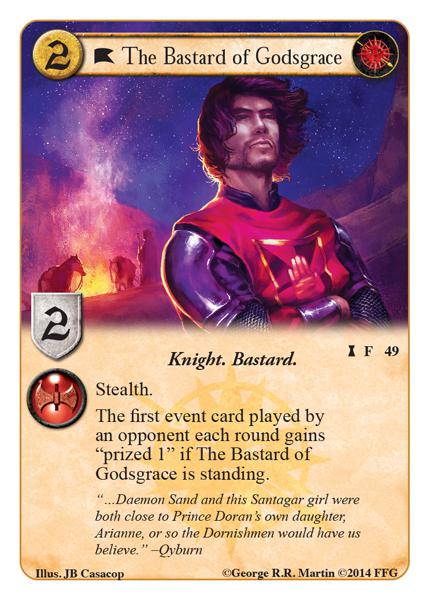 2 The Bastard of Godsgrace
2
Knight. Bastard.
F 49
Stealth.
The first event card played by
an opponent each round gains
“prized 1” if The Bastard of
Godsgrace is standing.
“...Daemon Sand and this Santagar girl were
both close to Prince Doran’s own daughter,
Arianne, or so the Dornishmen would have us
believe.” –Qyburn
Illus. JB Casacop ©George R.R. Martin ©2014 FFG